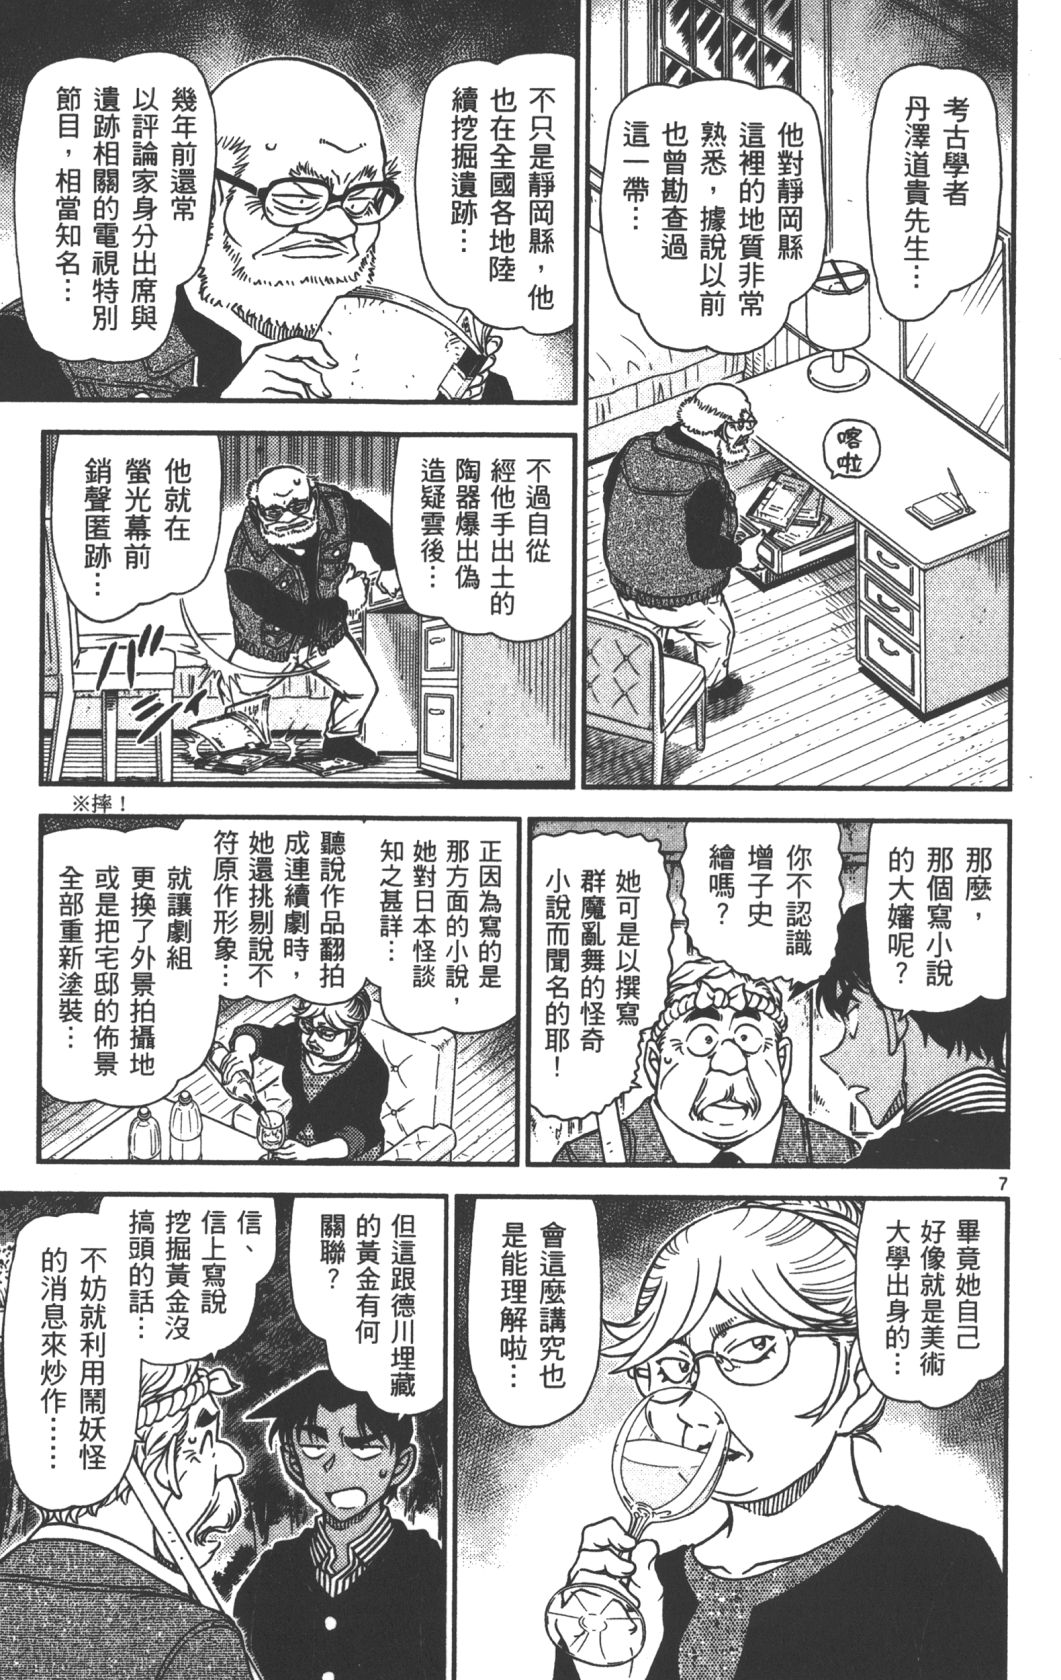 考古學者
丹澤道貴先生…
他對靜岡縣
這裡的地質非常
熟悉，據說以前
也曾勘查過
這一帶…
喀啦
不只是靜岡縣，他
也在全國各地陸
續挖掘遺跡…
幾年前還常
以評論家身分出席與
遺跡相關的電視特別
節目，相當知名…
不過自從
經他手出土的
陶器爆出偽
造疑雲後…
他就在
螢光幕前
銷聲匿跡…
※摔！
那麼，
那個寫小說
的大嬸呢？
你不認識
增子史
繪嗎？
她可是以撰寫
群魔亂舞的怪奇
小說而聞名的耶！
正因為寫的是
那方面的小說，
她對日本怪談
知之甚詳…
聽說作品翻拍
成連續劇時，
她還挑剔說不
符原作形象…
就讓劇組
更換了外景拍攝地
或是把宅邸的佈景
全部重新塗裝…
7
畢竟她自己
好像就是美術
大學出身的…
會這麼講究也
是能理解啦…
但這跟德川埋藏
的黃金有何
關聯？
信、
信上寫說
挖掘黃金沒
搞頭的話…
不妨就利用鬧妖怪
的消息來炒作……